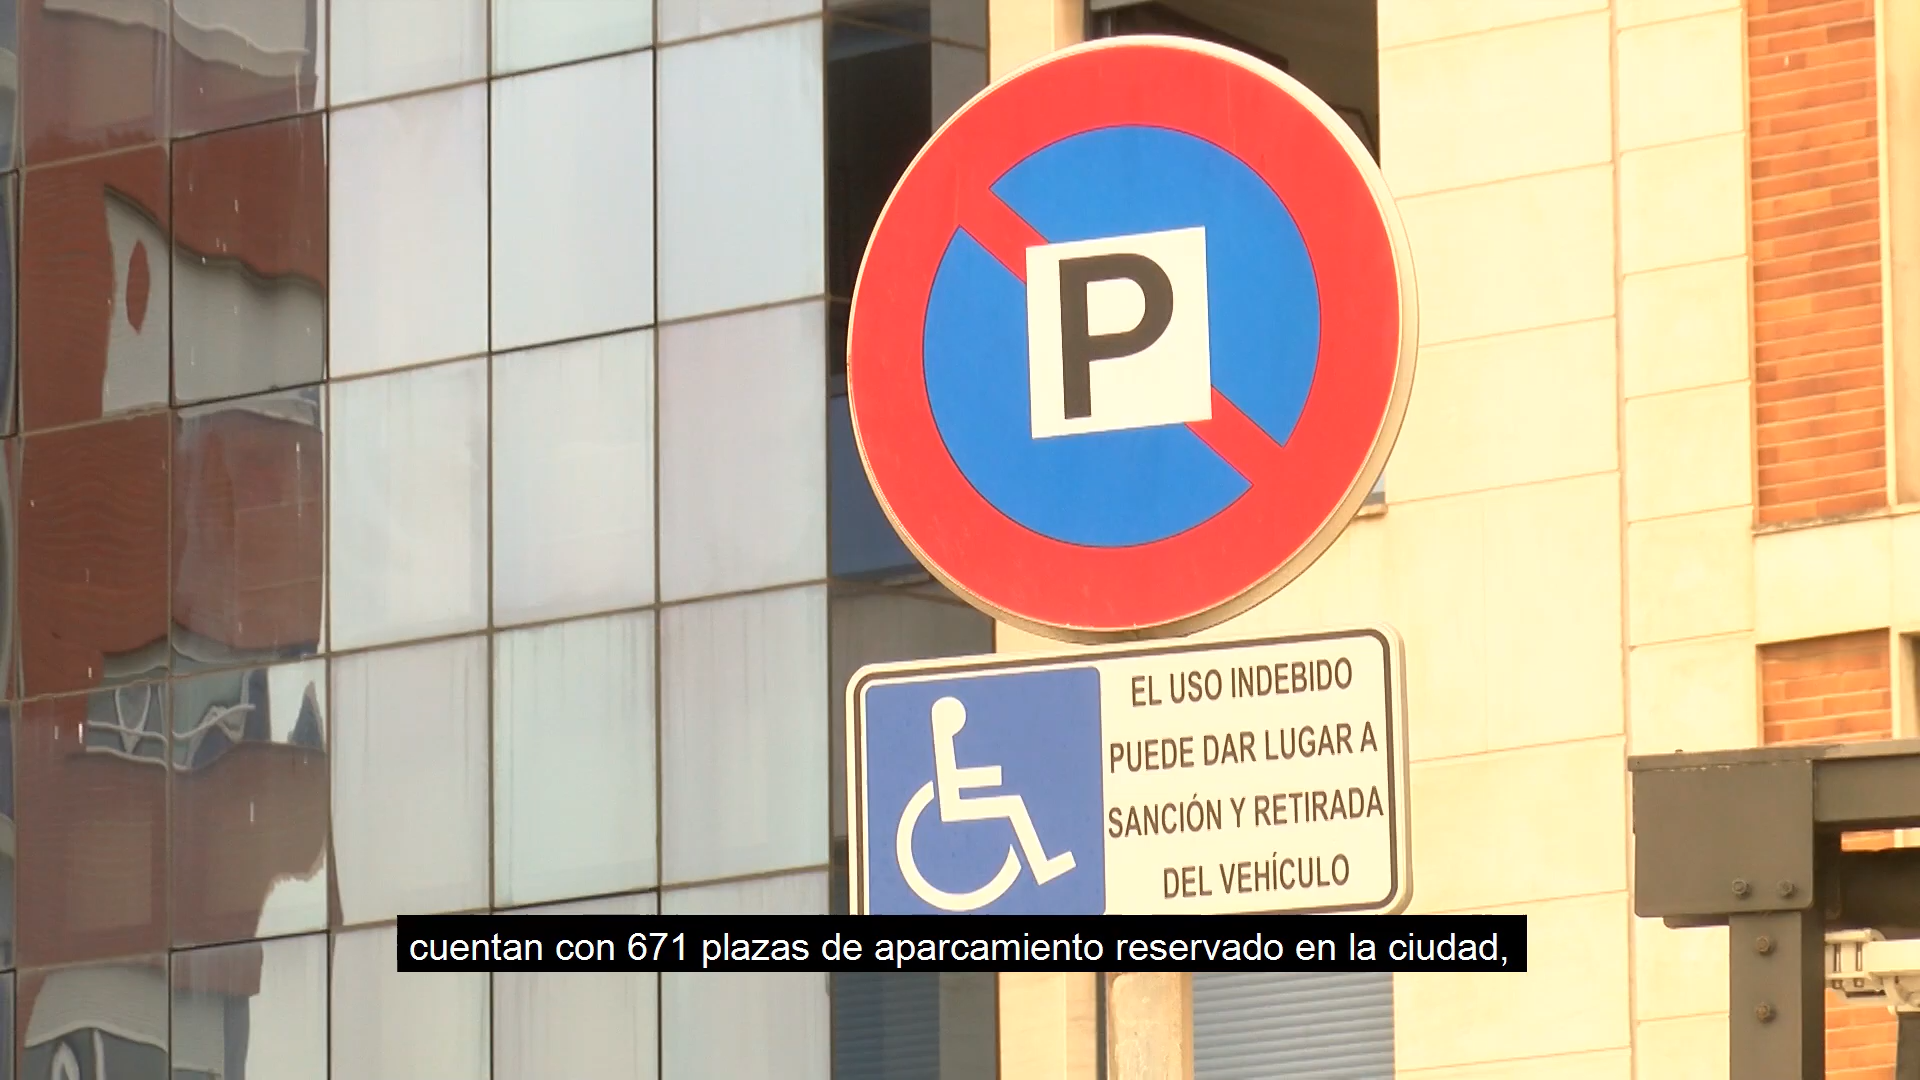 P
EL USO INDEBIDO
PUEDE DAR LUGAR A
SANCIÓN Y RETIRADA
DEL VEHÍCULO
cuentan con 671 plazas de aparcamiento reservado en la ciudad,